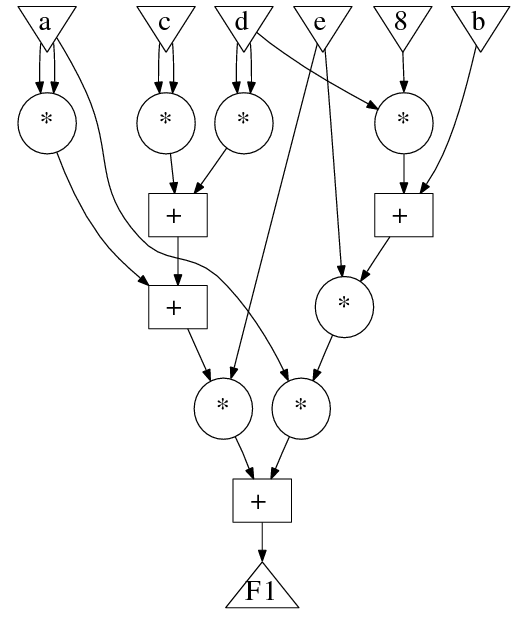 a c d e 8 b
* * * *
+ +
+ *
* *
+
F1